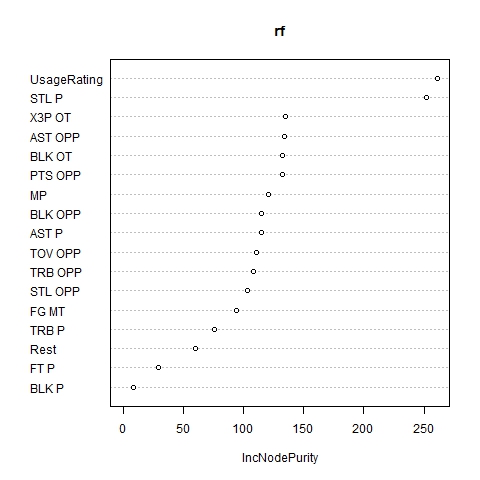 rf
UsageRating
STL P
X3P OT
AST OPP
BLK OT
PTS OPP
MP
BLK OPP
AST P
TOV OPP
TRB OPP
STL OPP
FG MT
TRB P
Rest
FT P
BLK P
0 50 100 150 200 250
IncNodePurity